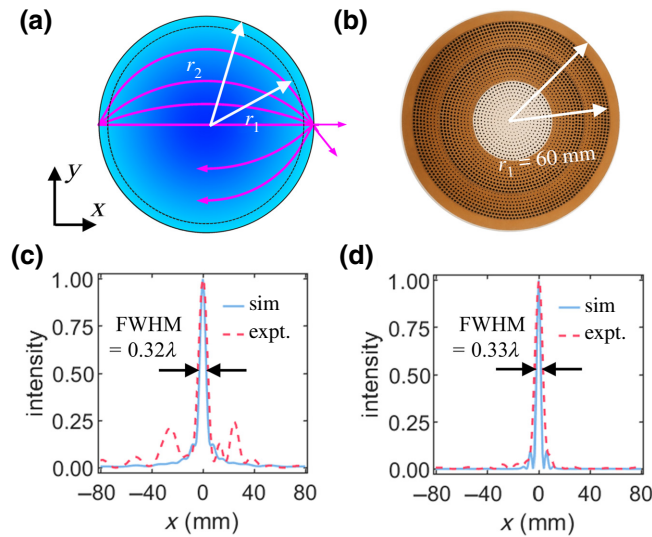 (a)
r2
r1
y
x
(b)
r1 = 60 mm
(c)
1.00
0.75
0.50
0.25
0.00
intensity
FWHM
= 0.32λ
sim
expt.
−80 −40 0 40 80
x (mm)
(d)
1.00
0.75
0.50
0.25
0.00
intensity
FWHM
= 0.33λ
sim
expt.
−80 −40 0 40 80
x (mm)